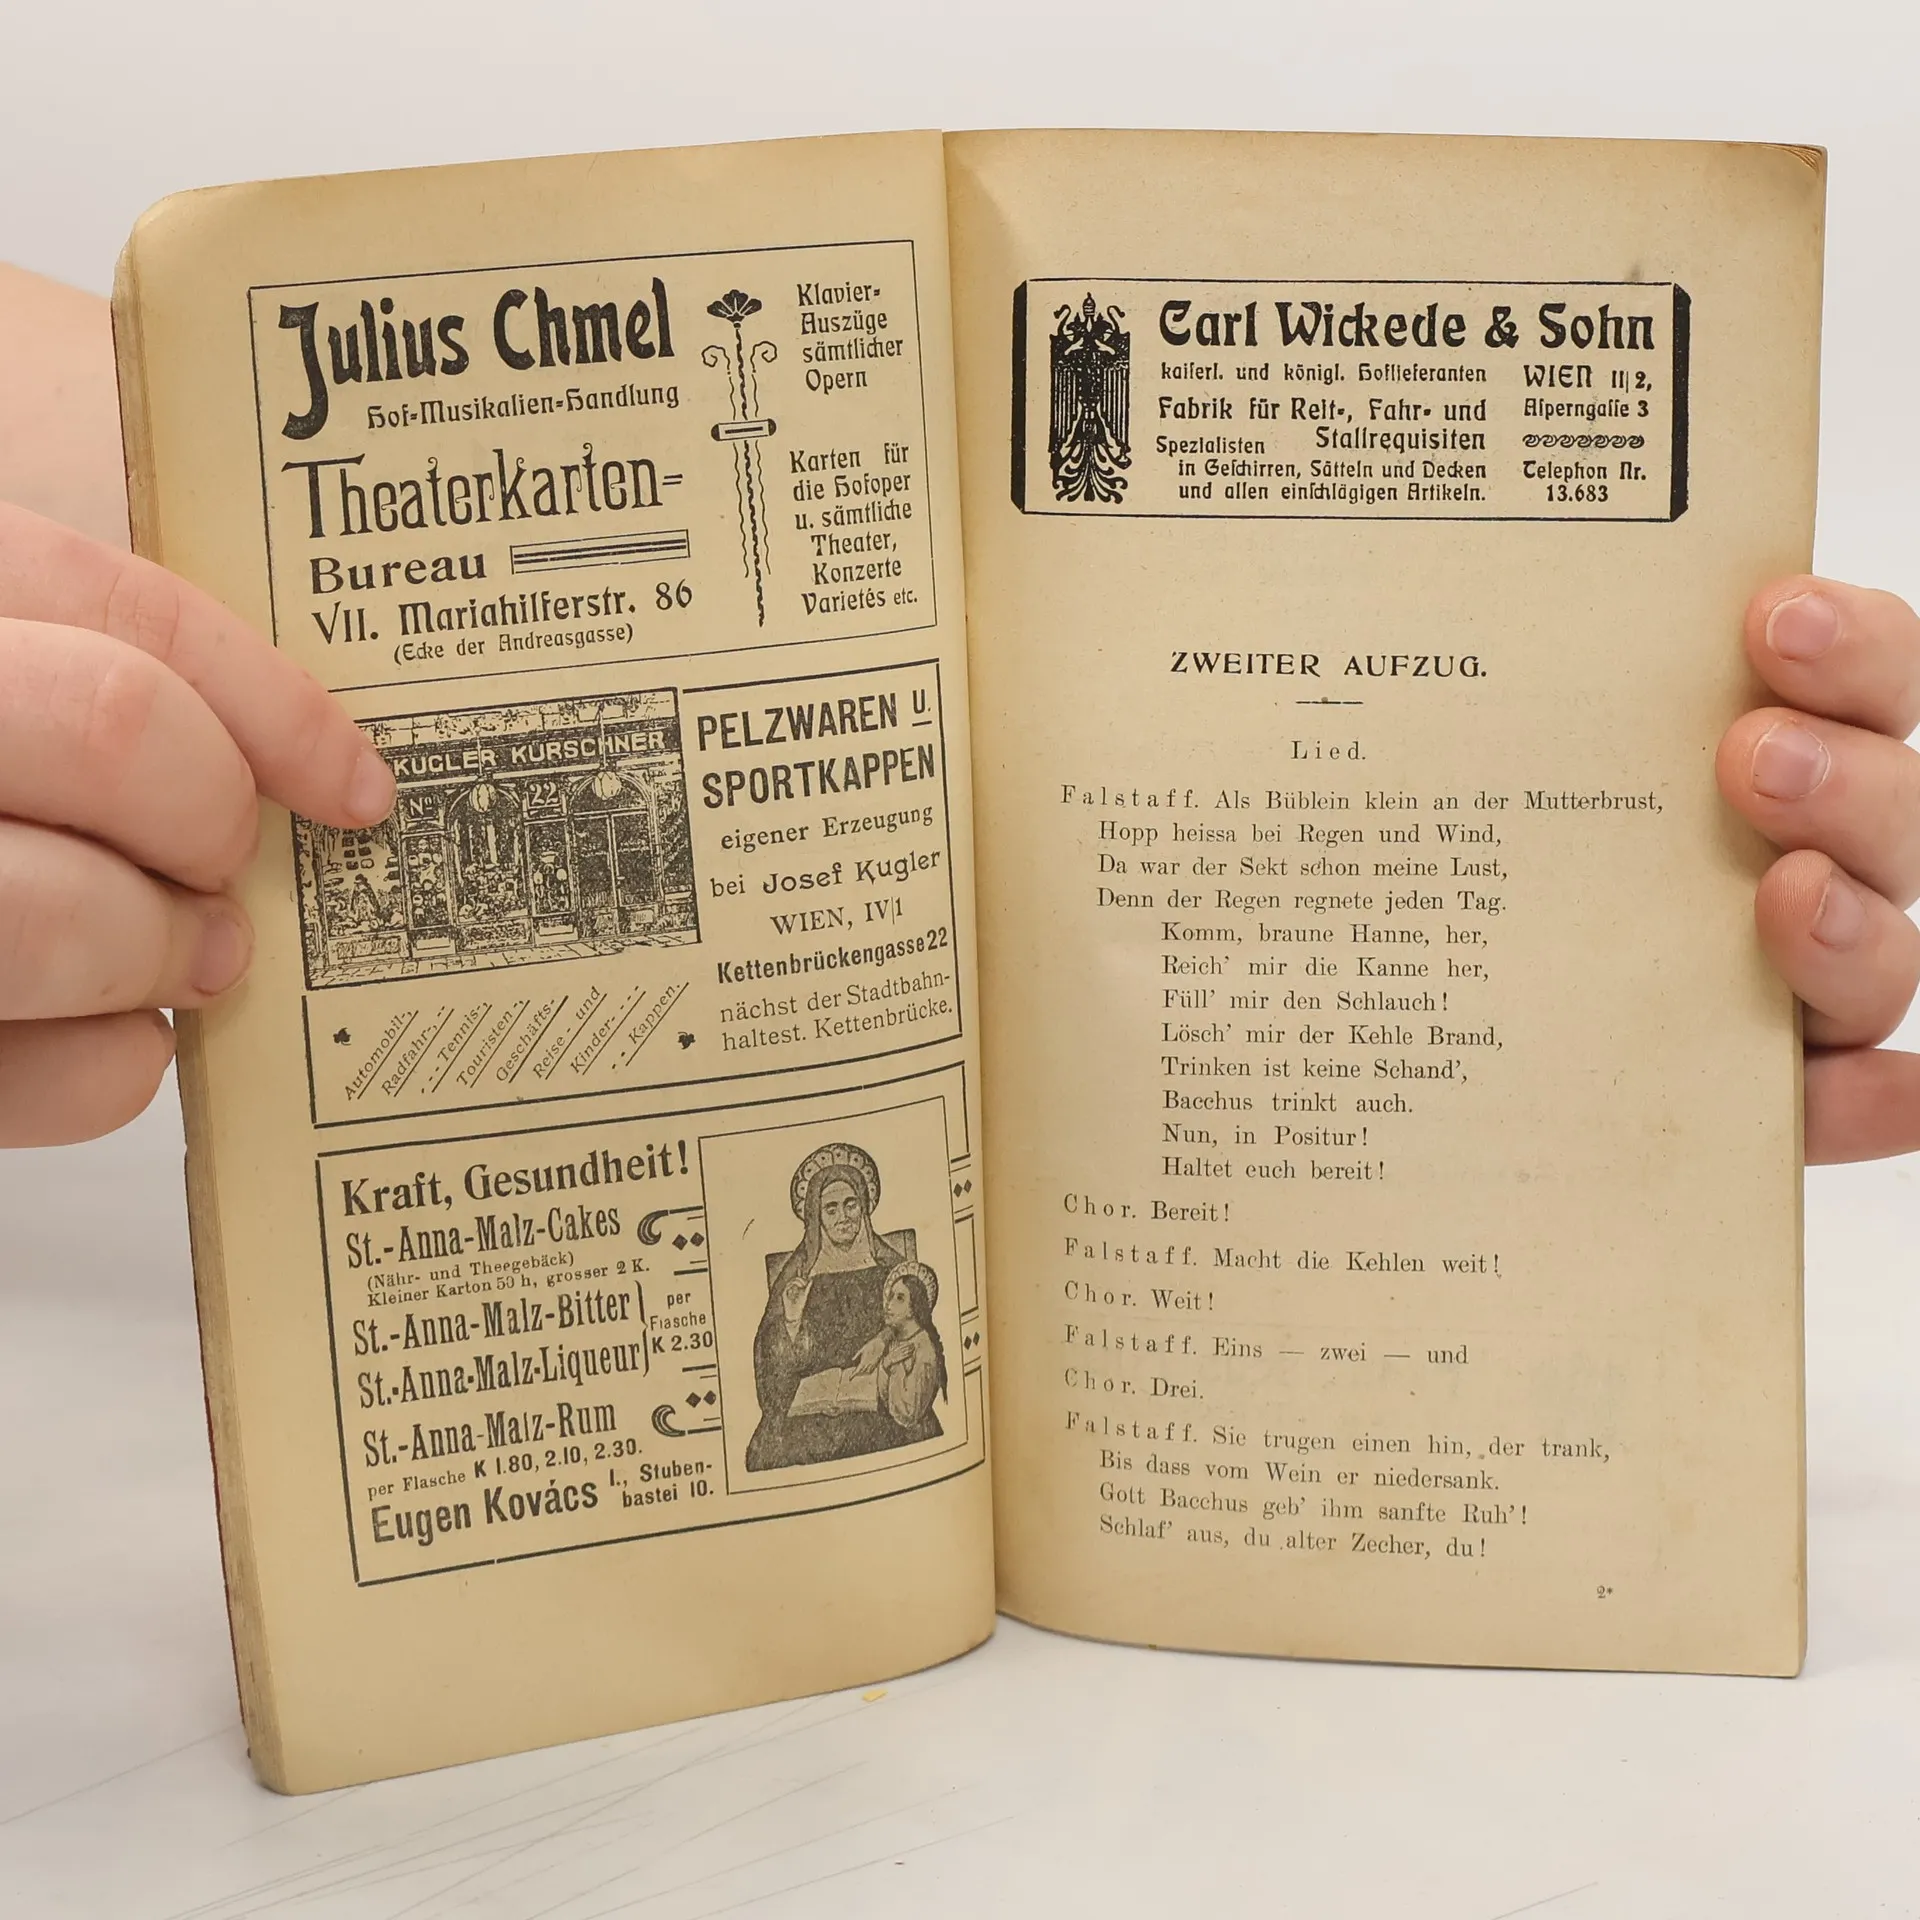 Julius Chmel
Hof-Musikalien-Handlung
Theaterkarten-
Bureau
VII. Mariahilferstr. 86
(Ecke der Andreasgasse)
Klavier-
Auszüge
sämtlicher
Opern
Karten für
die Hofoper
u. sämtliche
Theater,
Konzerte
Varietés etc.
KUGLER KÜRSCHNER
No 22
PELZWAREN U.
SPORTKAPPEN
eigener Erzeugung
bei Josef Kugler
WIEN, IV|1
Kettenbrückengasse 22
nächst der Stadtbahn-
haltest. Kettenbrücke.
Automobil-,
Radfahr-, --
--- Tennis-,
Touristen-,
Geschäfts-
Reise- und
Kinder- ---
-- Kappen.
Kraft, Gesundheit!
St.-Anna-Malz-Cakes
(Nähr- und Theegebäck)
Kleiner Karton 50 h, grosser 2 K.
St.-Anna-Malz-Bitter
St.-Anna-Malz-Liqueur
per
Flasche
K 2.30
St.-Anna-Malz-Rum
per Flasche K 1.80, 2.10, 2.30.
Eugen Kovács I., Stuben-
bastei 10.
Carl Wickede & Sohn
kaiserl. und königl. Hoflieferanten
Fabrik für Reit-, Fahr- und
Stallrequisiten
Spezialisten
in Geschirren, Sätteln und Decken
und allen einschlägigen Artikeln.
WIEN II|2,
Asperngasse 3
Telephon Nr.
13.683
ZWEITER AUFZUG.
Lied.
Falstaff. Als Büblein klein an der Mutterbrust,
Hopp heissa bei Regen und Wind,
Da war der Sekt schon meine Lust,
Denn der Regen regnete jeden Tag.
Komm, braune Hanne, her,
Reich' mir die Kanne her,
Füll' mir den Schlauch!
Lösch' mir der Kehle Brand,
Trinken ist keine Schand',
Bacchus trinkt auch.
Nun, in Positur!
Haltet euch bereit!
Chor. Bereit!
Falstaff. Macht die Kehlen weit!
Chor. Weit!
Falstaff. Eins — zwei — und
Chor. Drei.
Falstaff. Sie trugen einen hin, der trank,
Bis dass vom Wein er niedersank.
Gott Bacchus geb' ihm sanfte Ruh'!
Schlaf' aus, du alter Zecher, du!
2*